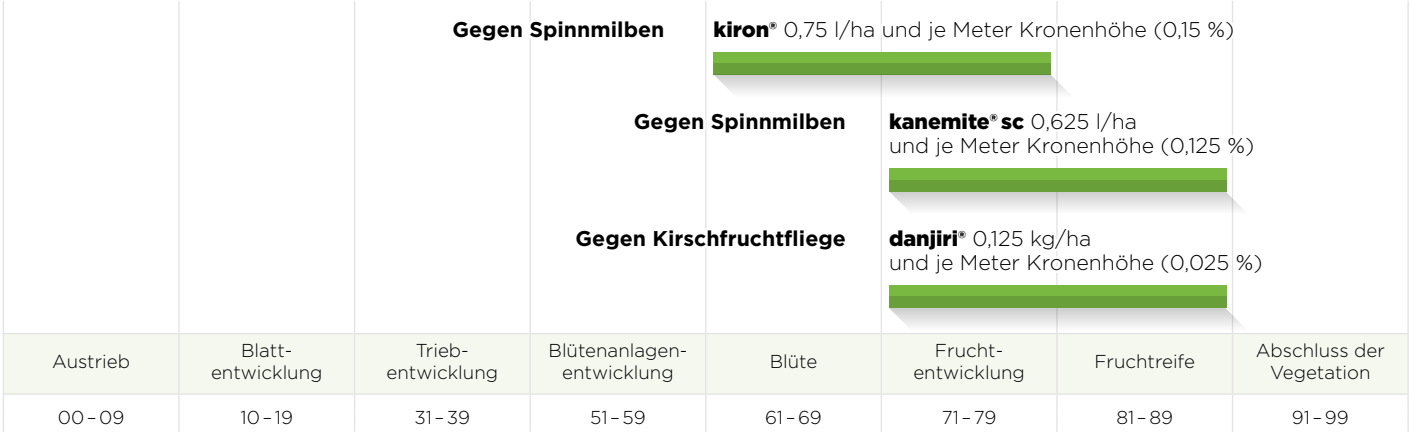 Gegen Spinnmilben kiron® 0,75 l/ha und je Meter Kronenhöhe (0,15 %)
Gegen Spinnmilben kanemite® sc 0,625 l/ha
und je Meter Kronenhöhe (0,125 %)
Gegen Kirschfruchtfliege danjiri® 0,125 kg/ha
und je Meter Kronenhöhe (0,025 %)
Austrieb
Blatt-
entwicklung
Trieb-
entwicklung
Blütenanlagen-
entwicklung
Blüte
Frucht-
entwicklung
Fruchtreife
Abschluss der
Vegetation
00–09 10–19 31–39 51–59 61–69 71–79 81–89 91–99